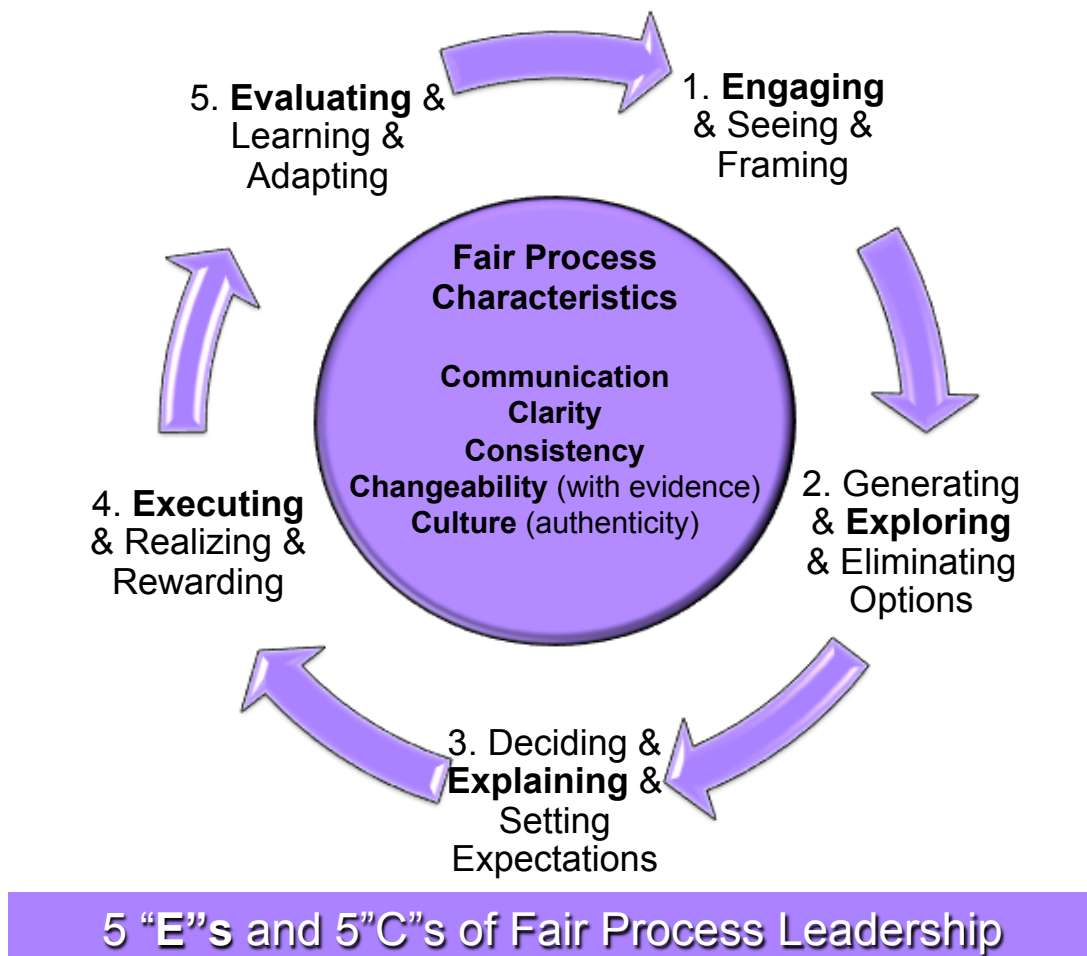 1. Engaging
& Seeing &
Framing
2. Generating
& Exploring
& Eliminating
Options
3. Deciding &
Explaining &
Setting
Expectations
4. Executing
& Realizing &
Rewarding
5. Evaluating &
Learning &
Adapting
Fair Process
Characteristics
Communication
Clarity
Consistency
Changeability (with evidence)
Culture (authenticity)
5 “E”s and 5”C”s of Fair Process Leadership